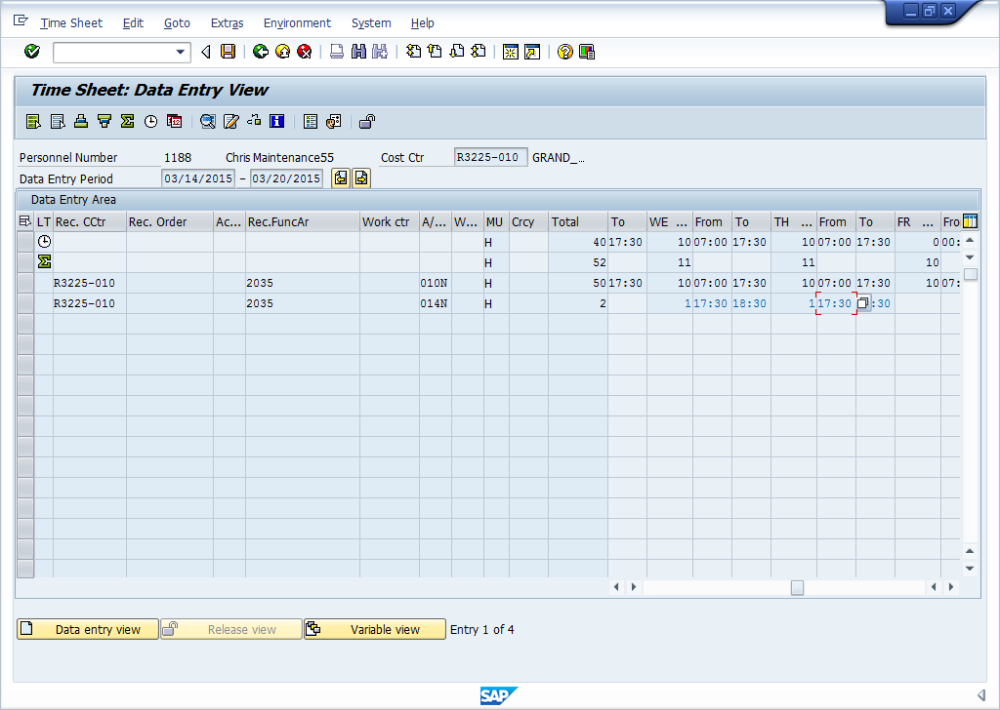 Time Sheet Edit Goto Extras Environment System Help
Time Sheet: Data Entry View
Personnel Number 1188 Chris Maintenance55 Cost Ctr R3225-010 GRAND_...
Data Entry Period 03/14/2015 - 03/20/2015
Data Entry Area
LT Rec. CCtr Rec. Order Ac... Rec.FuncAr Work ctr A/... W... MU Crcy Total To WE ... From To TH ... From To FR ... Fro
H 40 17:30 10 07:00 17:30 10 07:00 17:30 0 00:
H 52 11 11 10
R3225-010 2035 010N H 50 17:30 10 07:00 17:30 10 07:00 17:30 10 07:
R3225-010 2035 014N H 2 1 17:30 18:30 1 17:30 :30
Data entry view Release view Variable view Entry 1 of 4
SAP